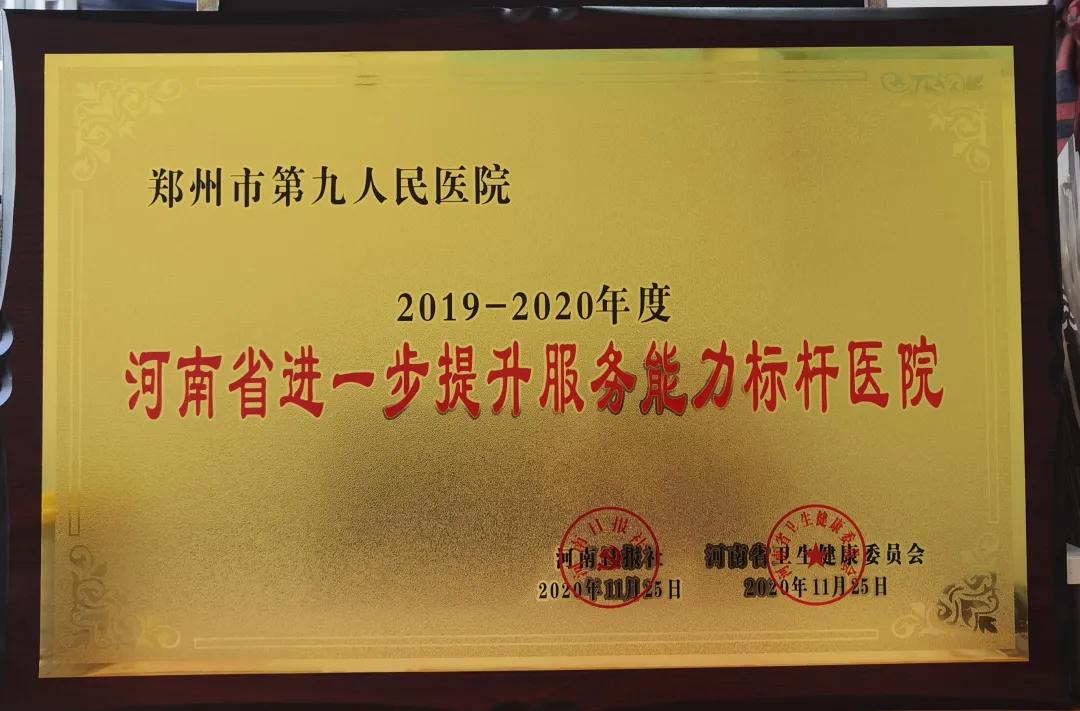 郑州市第九人民医院
2019-2020年度
河南省进一步提升服务能力标杆医院
河南日报社
河南省卫生健康委员会
2020年11月25日
2020年11月25日